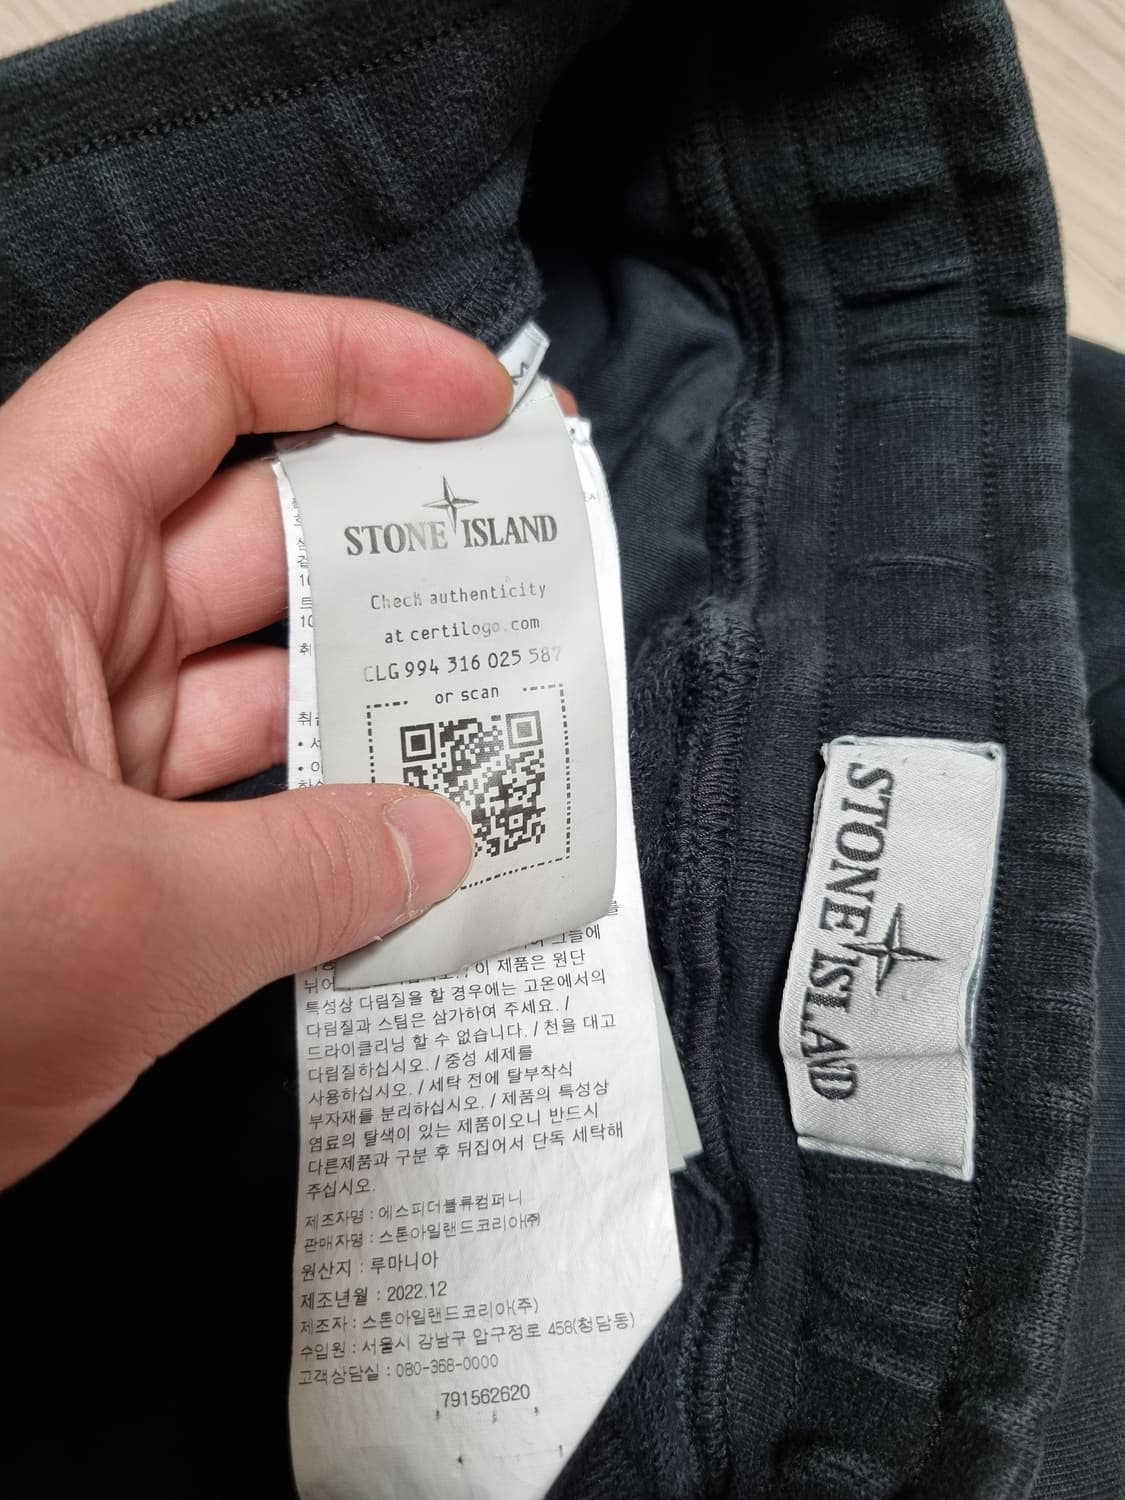 STONE ISLAND
Check authenticity
at certilogo.com
CLG 994 316 025 587
or scan
특성상 다림질을 할 경우에는 고온에서의
다림질과 스팀은 삼가하여 주세요. /
드라이클리닝 할 수 없습니다. / 천을 대고
다림질하십시오. / 중성 세제를
사용하십시오. / 세탁 전에 탈부착식
부자재를 분리하십시오. / 제품의 특성상
염료의 탈색이 있는 제품이오니 반드시
다른제품과 구분 후 뒤집어서 단독 세탁해
주십시오.
제조자명 : 에스피더블류컴퍼니
판매자명 : 스톤아일랜드코리아㈜
원산지 : 루마니아
제조년월 : 2022.12
제조자 : 스톤아일랜드코리아(주)
수입원 : 서울시 강남구 압구정로 458(청담동)
고객상담실 : 080-368-0000
791562620
STONE ISLAND